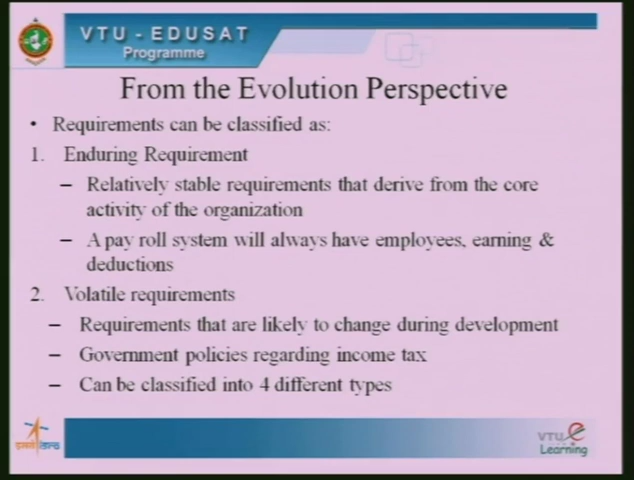 VTU - EDUSAT
Programme
From the Evolution Perspective
• Requirements can be classified as:
1. Enduring Requirement
– Relatively stable requirements that derive from the core
activity of the organization
– A pay roll system will always have employees, earning &
deductions
2. Volatile requirements
– Requirements that are likely to change during development
– Government policies regarding income tax
– Can be classified into 4 different types
इसरो isro
VTU e
Learning